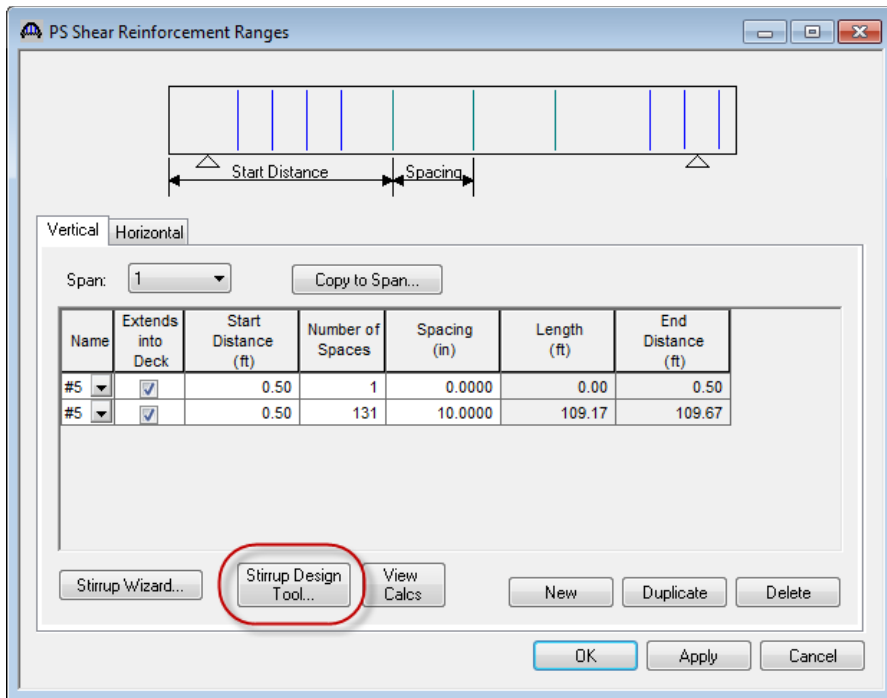 PS Shear Reinforcement Ranges
Start Distance
Spacing
Vertical Horizontal
Span: 1 Copy to Span...
Name Extends into Deck Start Distance (ft) Number of Spaces Spacing (in) Length (ft) End Distance (ft)
#5 0.50 1 0.0000 0.00 0.50
#5 0.50 131 10.0000 109.17 109.67
Stirrup Wizard... Stirrup Design Tool... View Calcs New Duplicate Delete
OK Apply Cancel